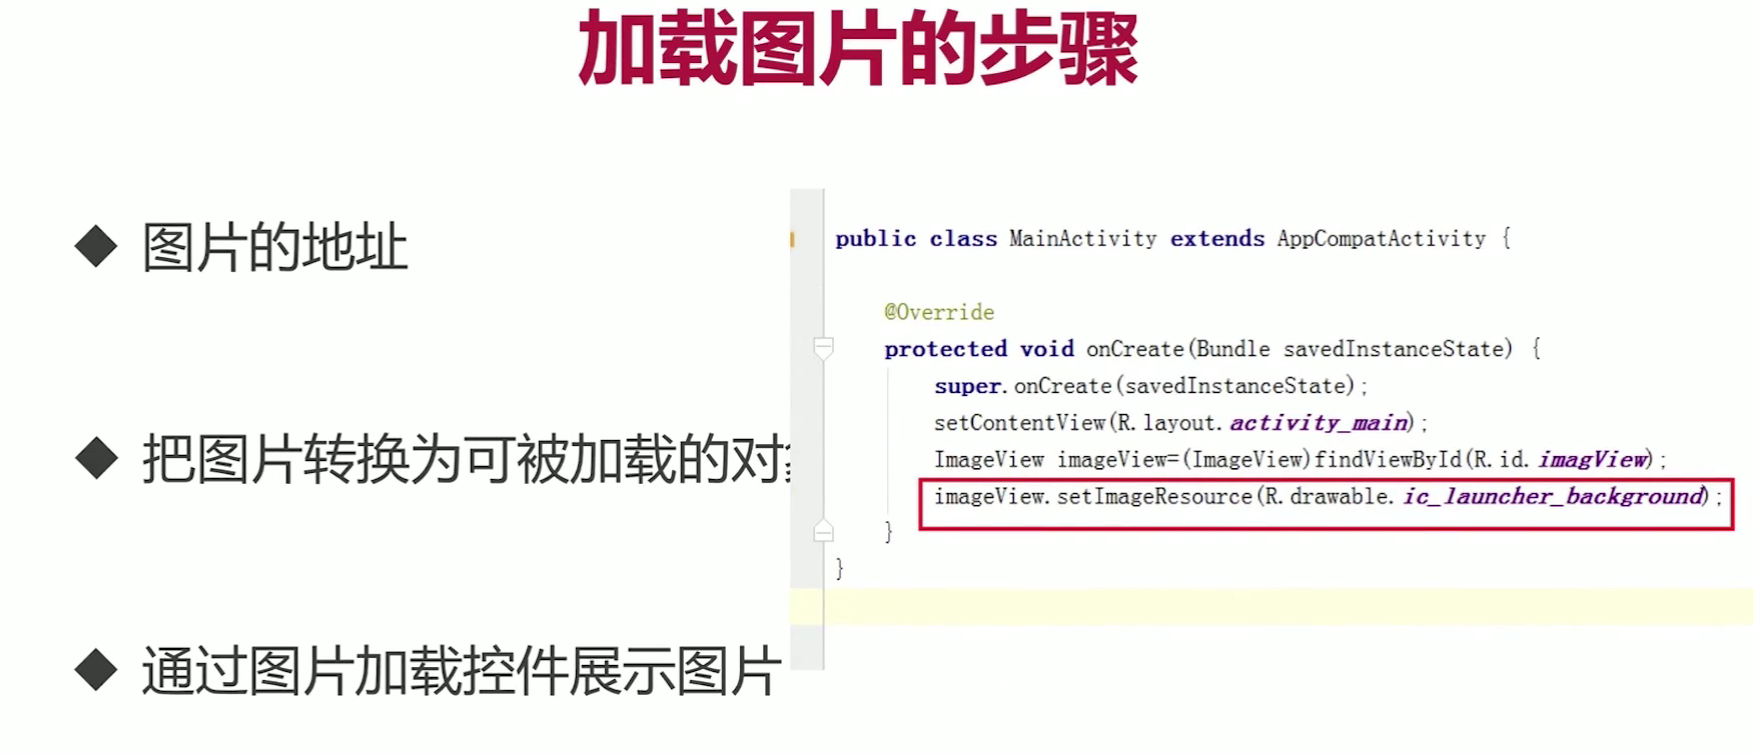 加载图片的步骤
图片的地址
把图片转换为可被加载的对
通过图片加载控件展示图片
public class MainActivity extends AppCompatActivity {
@Override
protected void onCreate(Bundle savedInstanceState) {
super.onCreate(savedInstanceState);
setContentView(R.layout.activity_main);
ImageView imageView=(ImageView)findViewById(R.id.imagView);
imageView.setImageResource(R.drawable.ic_launcher_background);
}
}